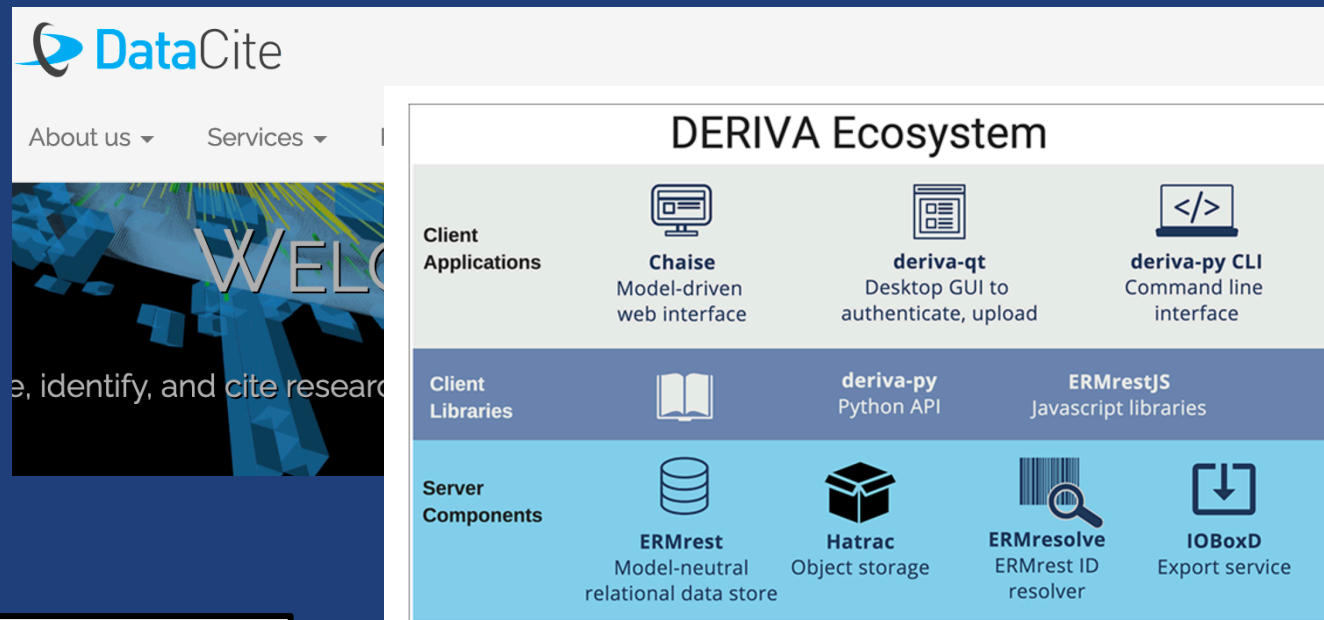 DataCite
About us
Services
WELC
e, identify, and cite researc
DERIVA Ecosystem
Client
Applications
</>
Chaise
Model-driven
web interface
deriva-qt
Desktop GUI to
authenticate, upload
deriva-py CLI
Command line
interface
Client
Libraries
deriva-py
Python API
ERMrestJS
Javascript libraries
Server
Components
ERMrest
Model-neutral
relational data store
Hatrac
Object storage
ERMresolve
ERMrest ID
resolver
IOBoxD
Export service